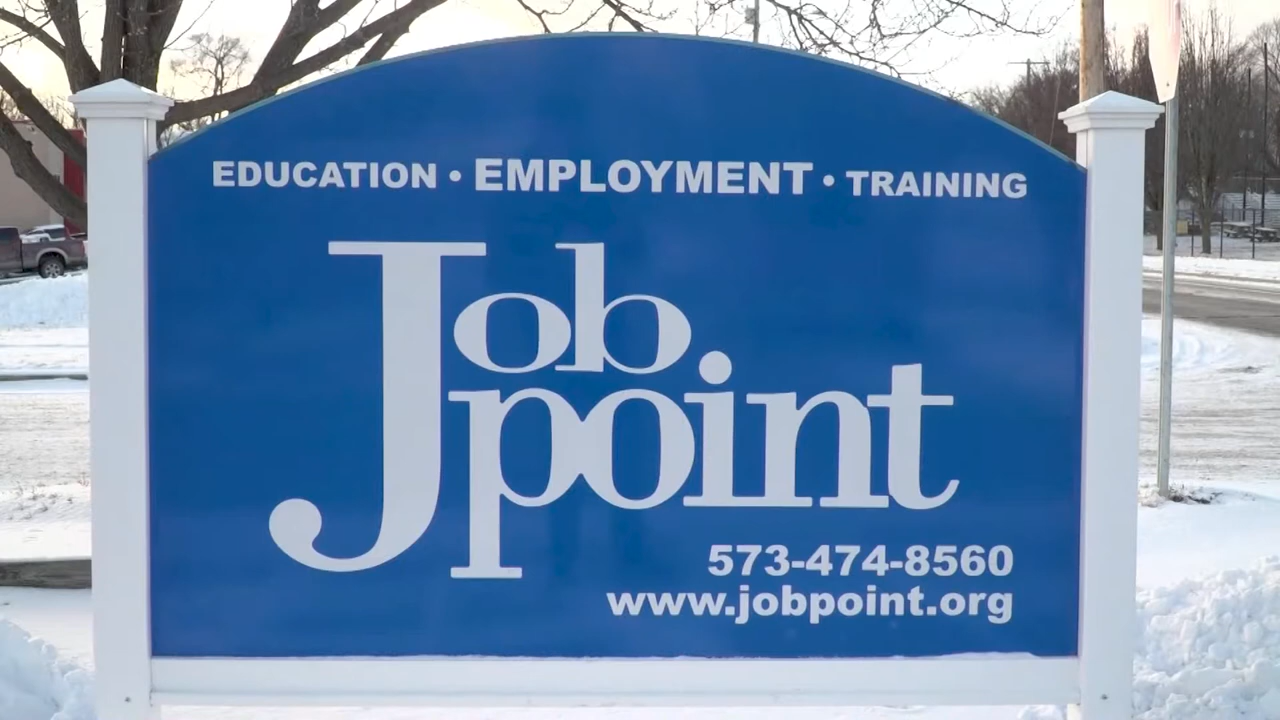 EDUCATION • EMPLOYMENT • TRAINING
Job
point
573-474-8560
www.jobpoint.org